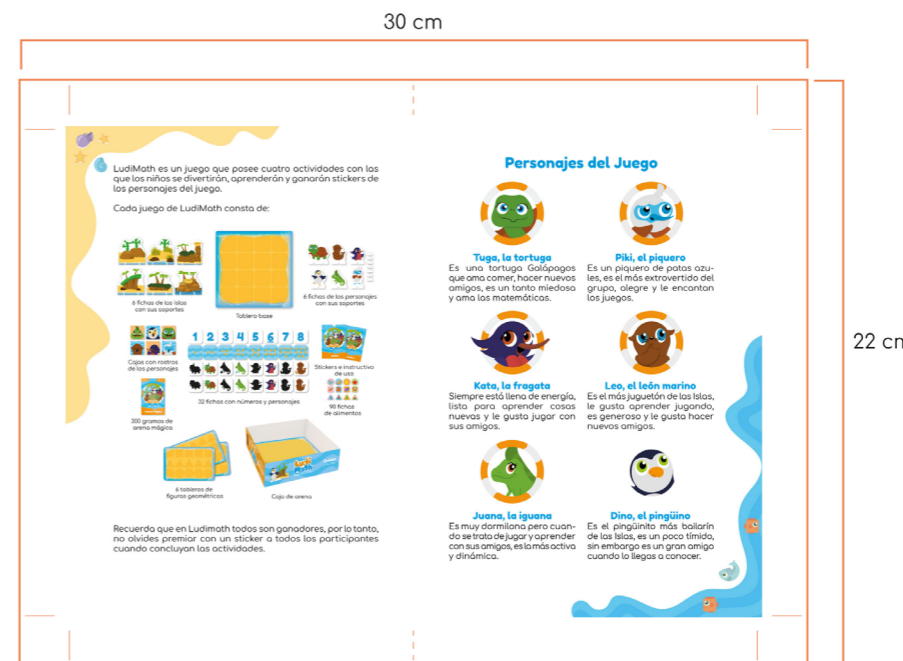 30 cm
LudiMath es un juego que posee cuatro actividades con las
que los niños se divertirán, aprenderán y ganarán stickers de
los personajes del juego.
Cada juego de LudiMath consta de:
6 fichas de las islas
con sus soportes
Tablero base
6 fichas de los personajes
con sus soportes
Cajas con rostros
de los personajes
1 2 3 4 5 6 7 8
32 fichas con números y personajes
Stickers e instructivo
de uso
300 gramos de
arena mágica
90 fichas
de alimentos
6 tableros de
figuras geométricas
Ludi
Math
Caja de arena
Recuerda que en Ludimath todos son ganadores, por lo tanto,
no olvides premiar con un sticker a todos los participantes
cuando concluyan las actividades.
Personajes del Juego
Tuga, la tortuga
Es una tortuga Galápagos
que ama comer, hacer nuevos
amigos, es un tanto miedosa
y ama las matemáticas.
Piki, el piquero
Es un piquero de patas azu-
les, es el más extrovertido del
grupo, alegre y le encantan
los juegos.
Kata, la fragata
Siempre está llena de energía,
lista para aprender cosas
nuevas y le gusta jugar con
sus amigos.
Leo, el león marino
Es el más juguetón de las Islas,
le gusta aprender jugando,
es generoso y le gusta hacer
nuevos amigos.
Juana, la iguana
Es muy dormilona pero cuan-
do se trata de jugar y aprender
con sus amigos, es la más activa
y dinámica.
Dino, el pingüino
Es el pingüinito más bailarín
de las Islas, es un poco tímido,
sin embargo es un gran amigo
cuando lo llegas a conocer.
22 cm